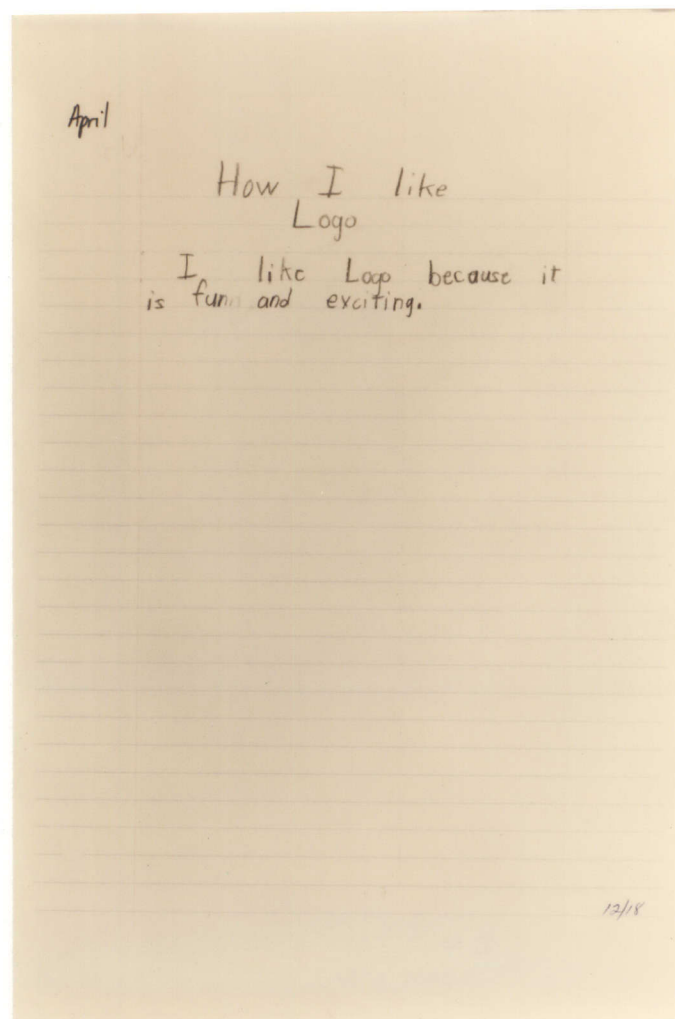 April
How I like
Logo
I like Logo because it
is fun and exciting.
12/18